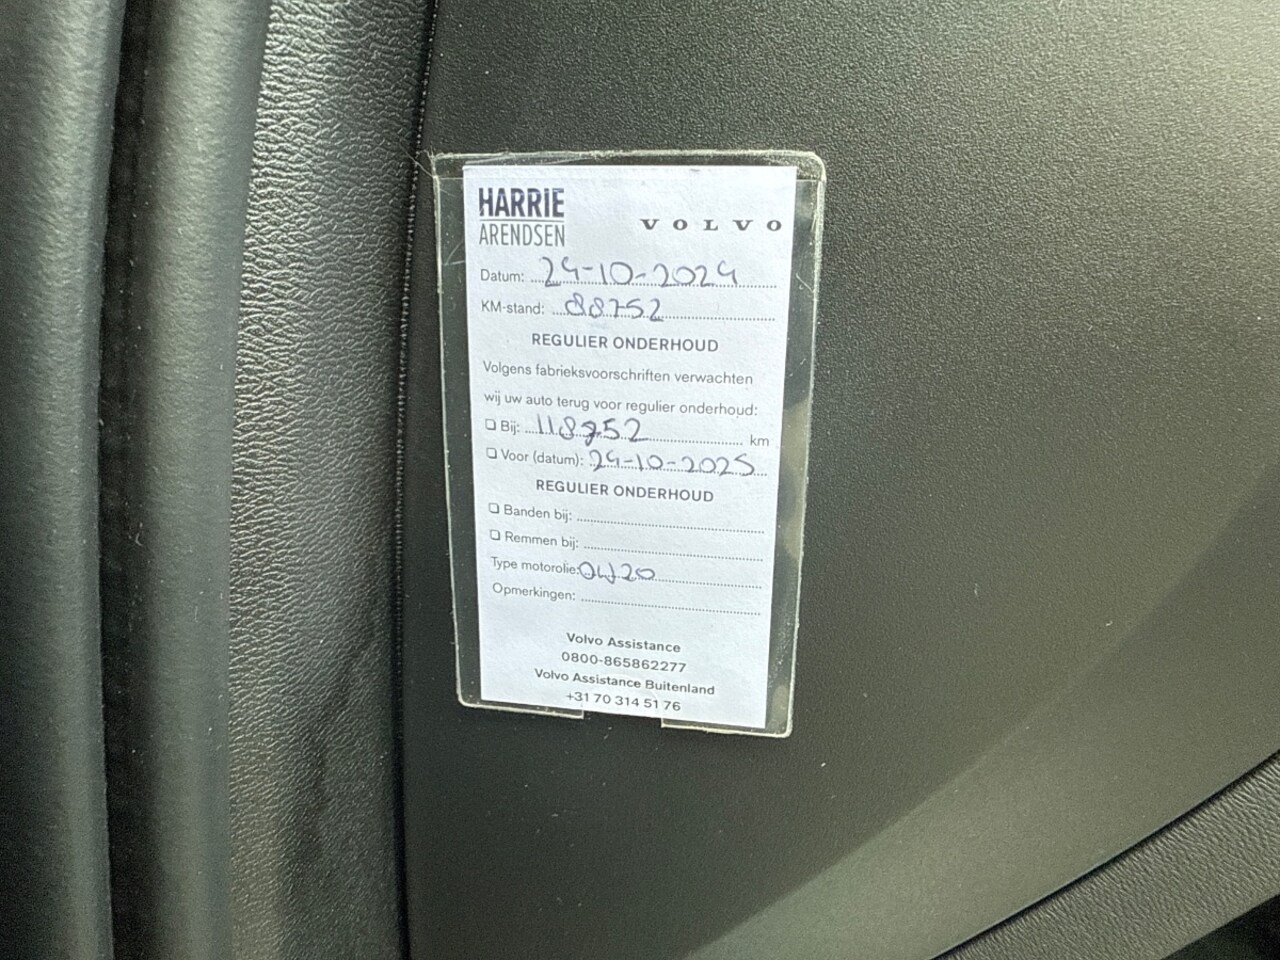 HARRIE
ARENDSEN
VOLVO
Datum: 24-10-2024
KM-stand: 88752
REGULIER ONDERHOUD
Volgens fabrieksvoorschriften verwachten
wij uw auto terug voor regulier onderhoud:
Bij: 118752 km
Voor (datum): 24-10-2025
REGULIER ONDERHOUD
Banden bij:
Remmen bij:
Type motorolie: 0W20
Opmerkingen:
Volvo Assistance
0800-865862277
Volvo Assistance Buitenland
+31 70 314 51 76